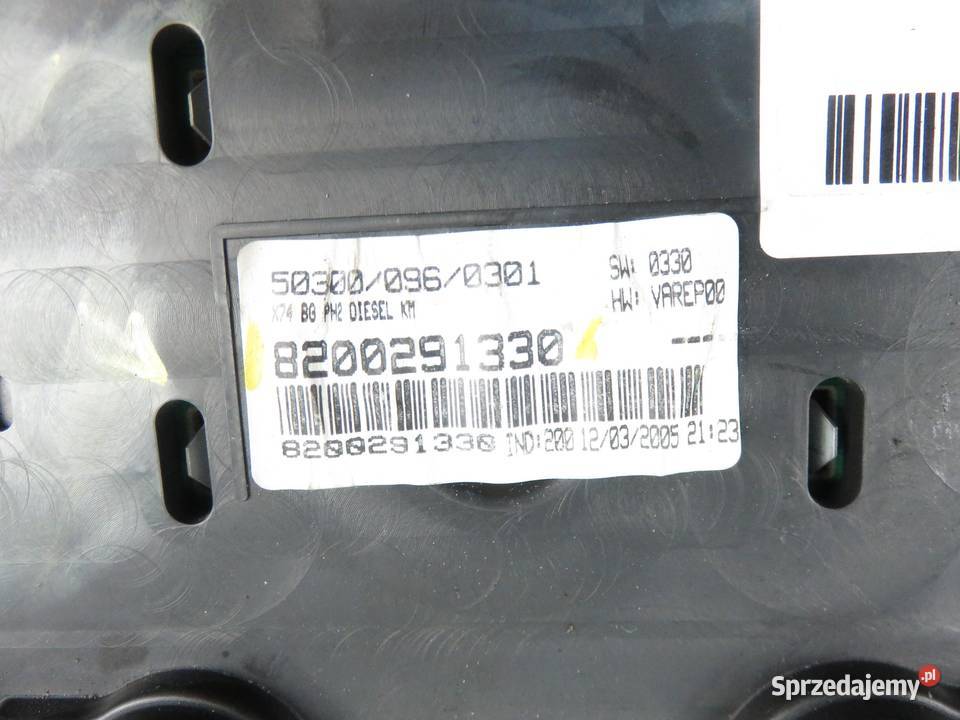 50300/096/0301
SW: 0330
X74 BG PH2 DIESEL KM
HW: VAREP00
8200291330
---
8200291330 IND:200 12/03/2005 21:23
Sprzedajemy.pl